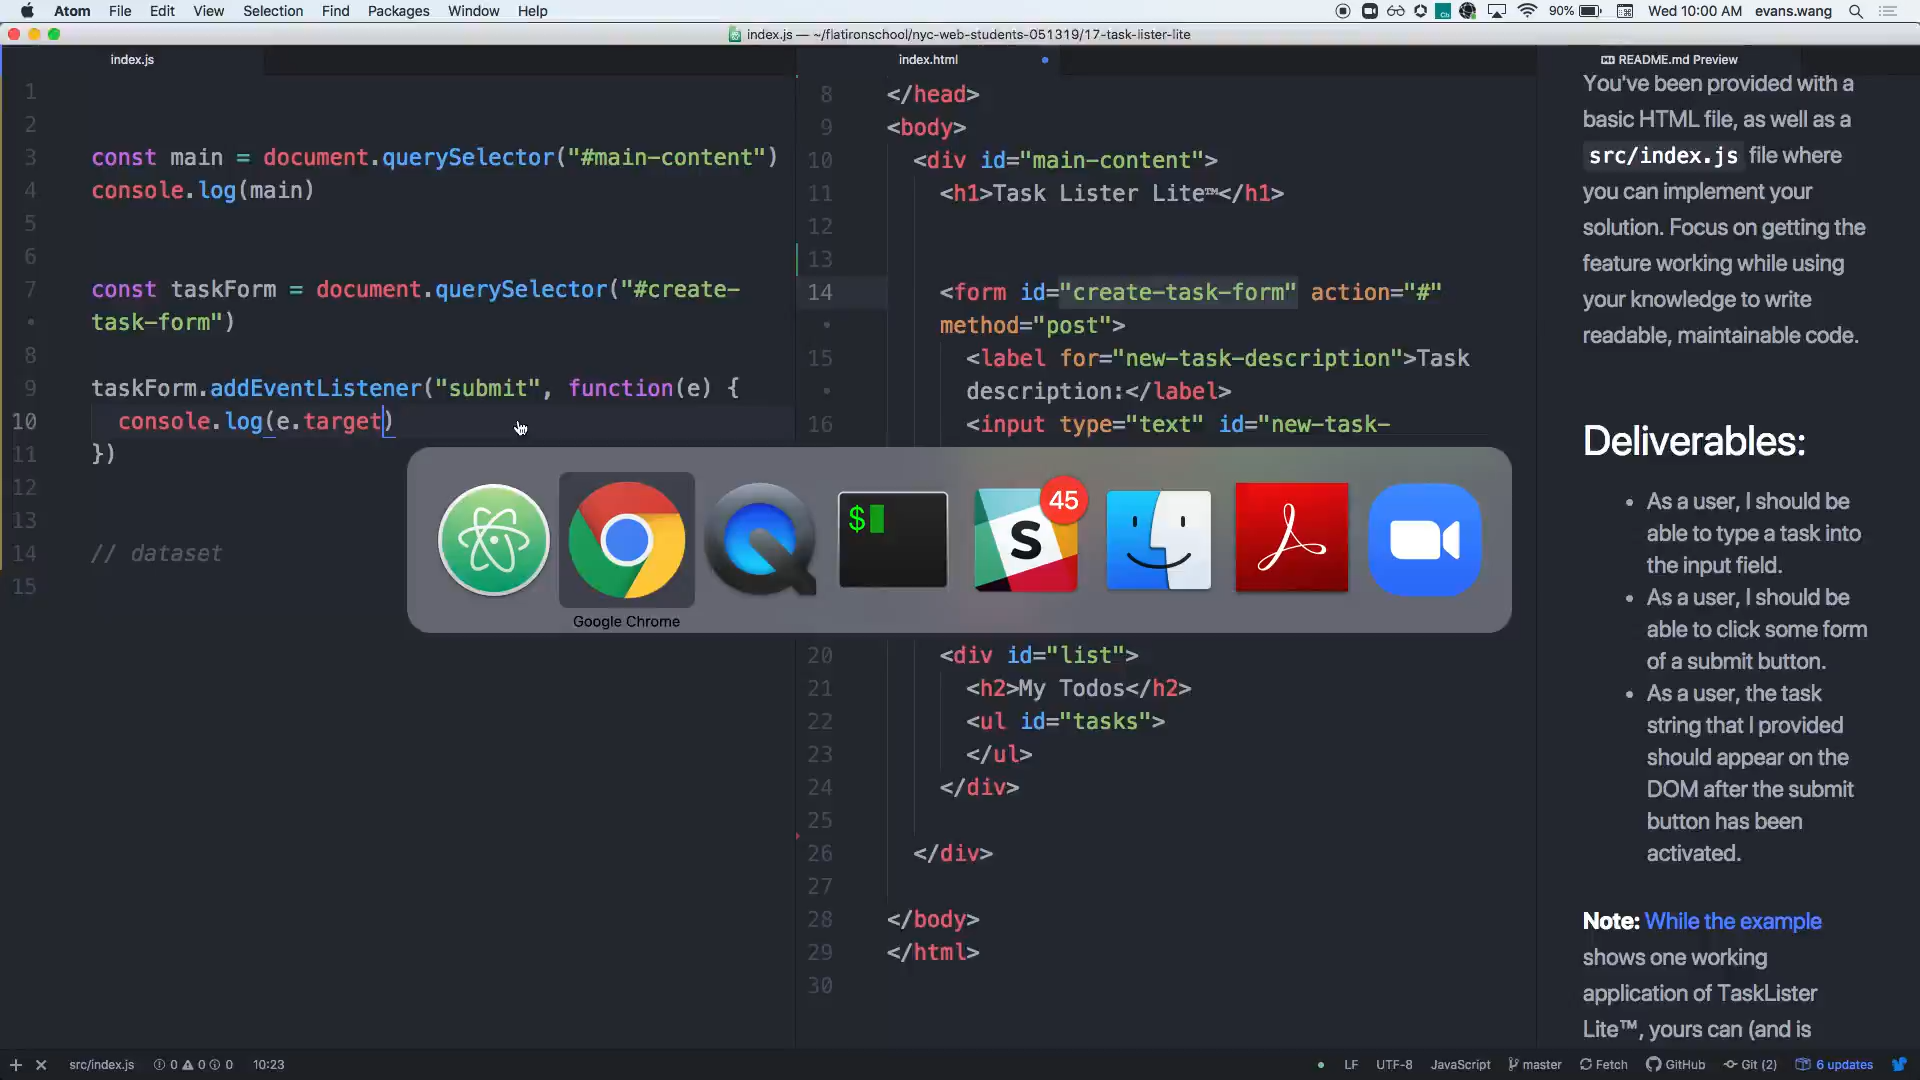 Atom File Edit View Selection Find Packages Window Help
90% Wed 10:00 AM evans.wang
index.js — ~/flatironschool/nyc-web-students-051319/17-task-lister-lite
index.js
1
2
3 const main = document.querySelector("#main-content")
4 console.log(main)
5
6
7 const taskForm = document.querySelector("#create-
• task-form")
8
9 taskForm.addEventListener("submit", function(e) {
10 console.log(e.target)
11 })
12
13
14 // dataset
15
index.html
8 </head>
9 <body>
10 <div id="main-content">
11 <h1>Task Lister Lite™</h1>
12
13
14 <form id="create-task-form" action="#"
• method="post">
15 <label for="new-task-description">Task
• description:</label>
16 <input type="text" id="new-task-
20 <div id="list">
21 <h2>My Todos</h2>
22 <ul id="tasks">
23 </ul>
24 </div>
25
26 </div>
27
28 </body>
29 </html>
30
README.md Preview
You've been provided with a
basic HTML file, as well as a
src/index.js file where
you can implement your
solution. Focus on getting the
feature working while using
your knowledge to write
readable, maintainable code.
Deliverables:
• As a user, I should be
able to type a task into
the input field.
• As a user, I should be
able to click some form
of a submit button.
• As a user, the task
string that I provided
should appear on the
DOM after the submit
button has been
activated.
Note: While the example
shows one working
application of TaskLister
Lite™, yours can (and is
$
S
45
Google Chrome
src/index.js 0 0 0 10:23
LF UTF-8 JavaScript master Fetch GitHub Git (2) 6 updates